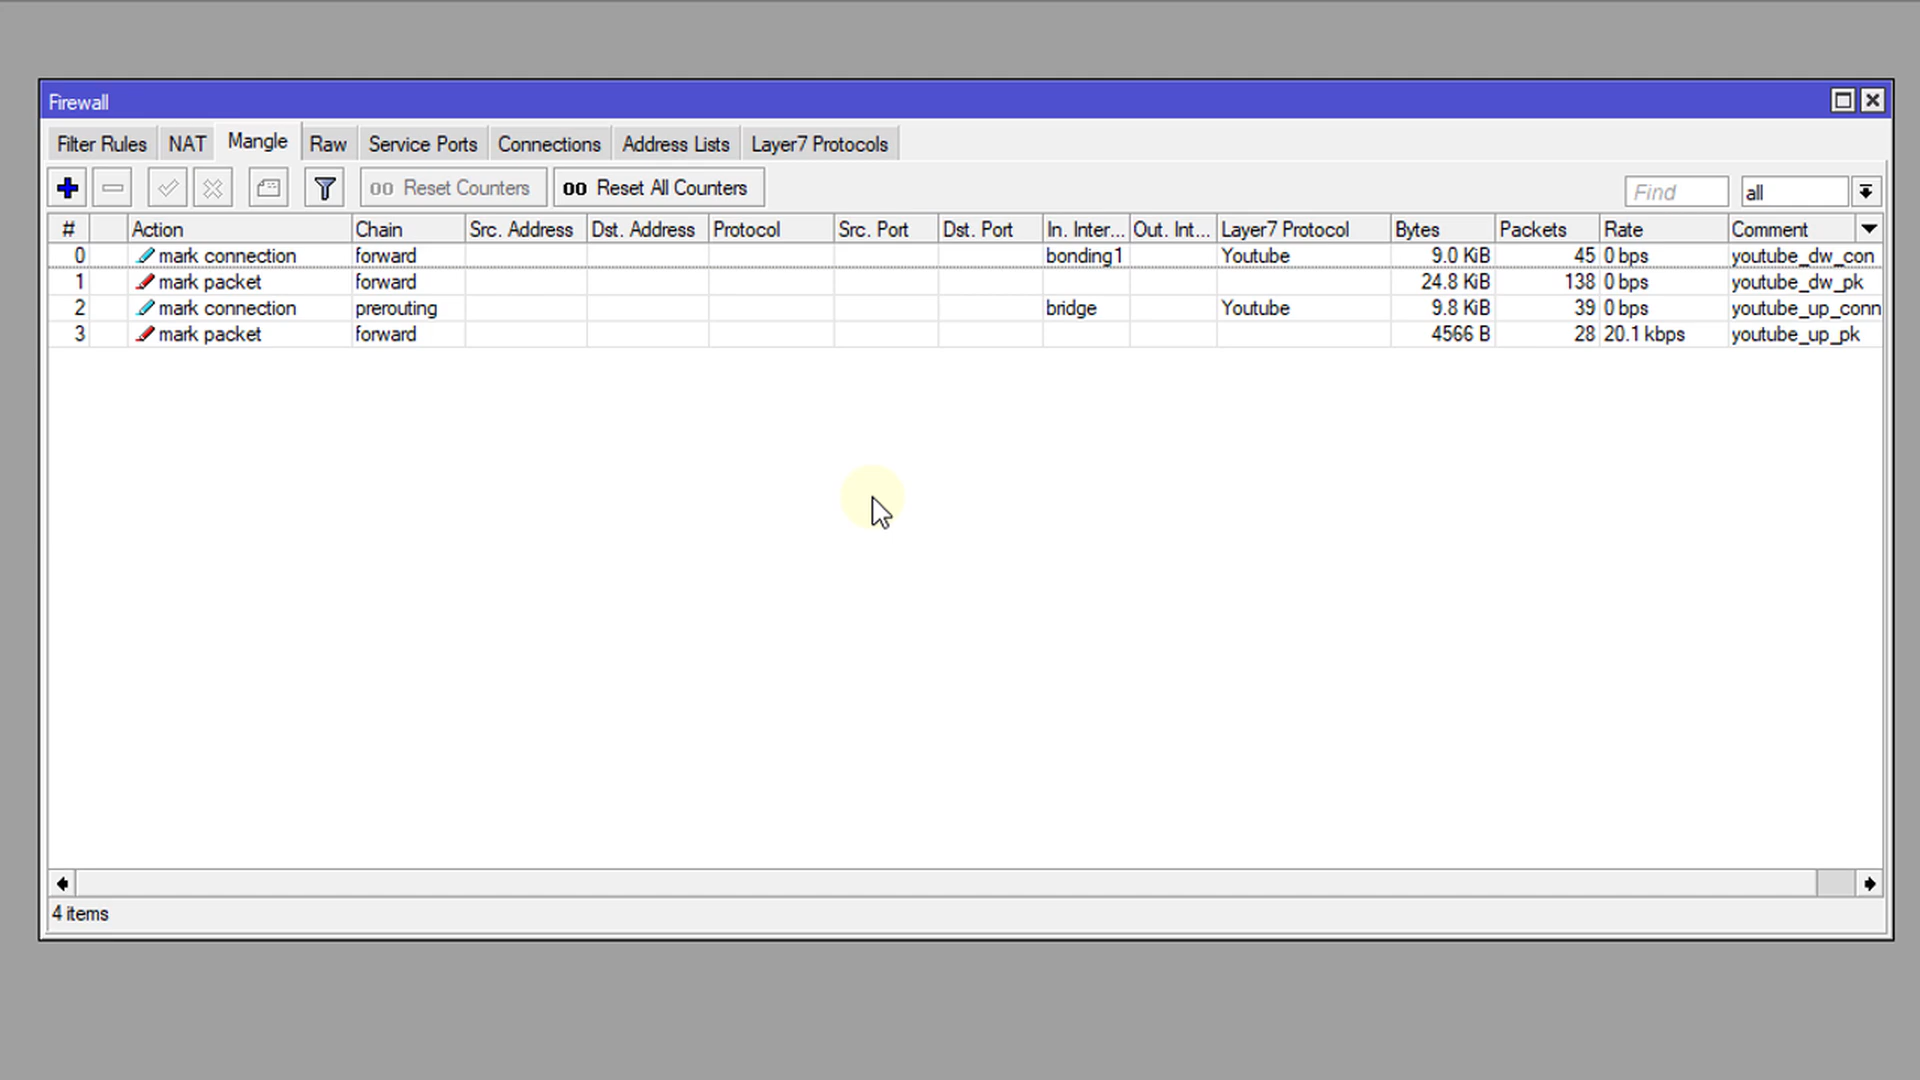 Firewall
Filter Rules NAT Mangle Raw Service Ports Connections Address Lists Layer7 Protocols
00 Reset Counters 00 Reset All Counters Find all
# Action Chain Src. Address Dst. Address Protocol Src. Port Dst. Port In. Inter... Out. Int... Layer7 Protocol Bytes Packets Rate Comment
0 mark connection forward bonding1 Youtube 9.0 KiB 45 0 bps youtube_dw_con
1 mark packet forward 24.8 KiB 138 0 bps youtube_dw_pk
2 mark connection prerouting bridge Youtube 9.8 KiB 39 0 bps youtube_up_conn
3 mark packet forward 4566 B 28 20.1 kbps youtube_up_pk
4 items